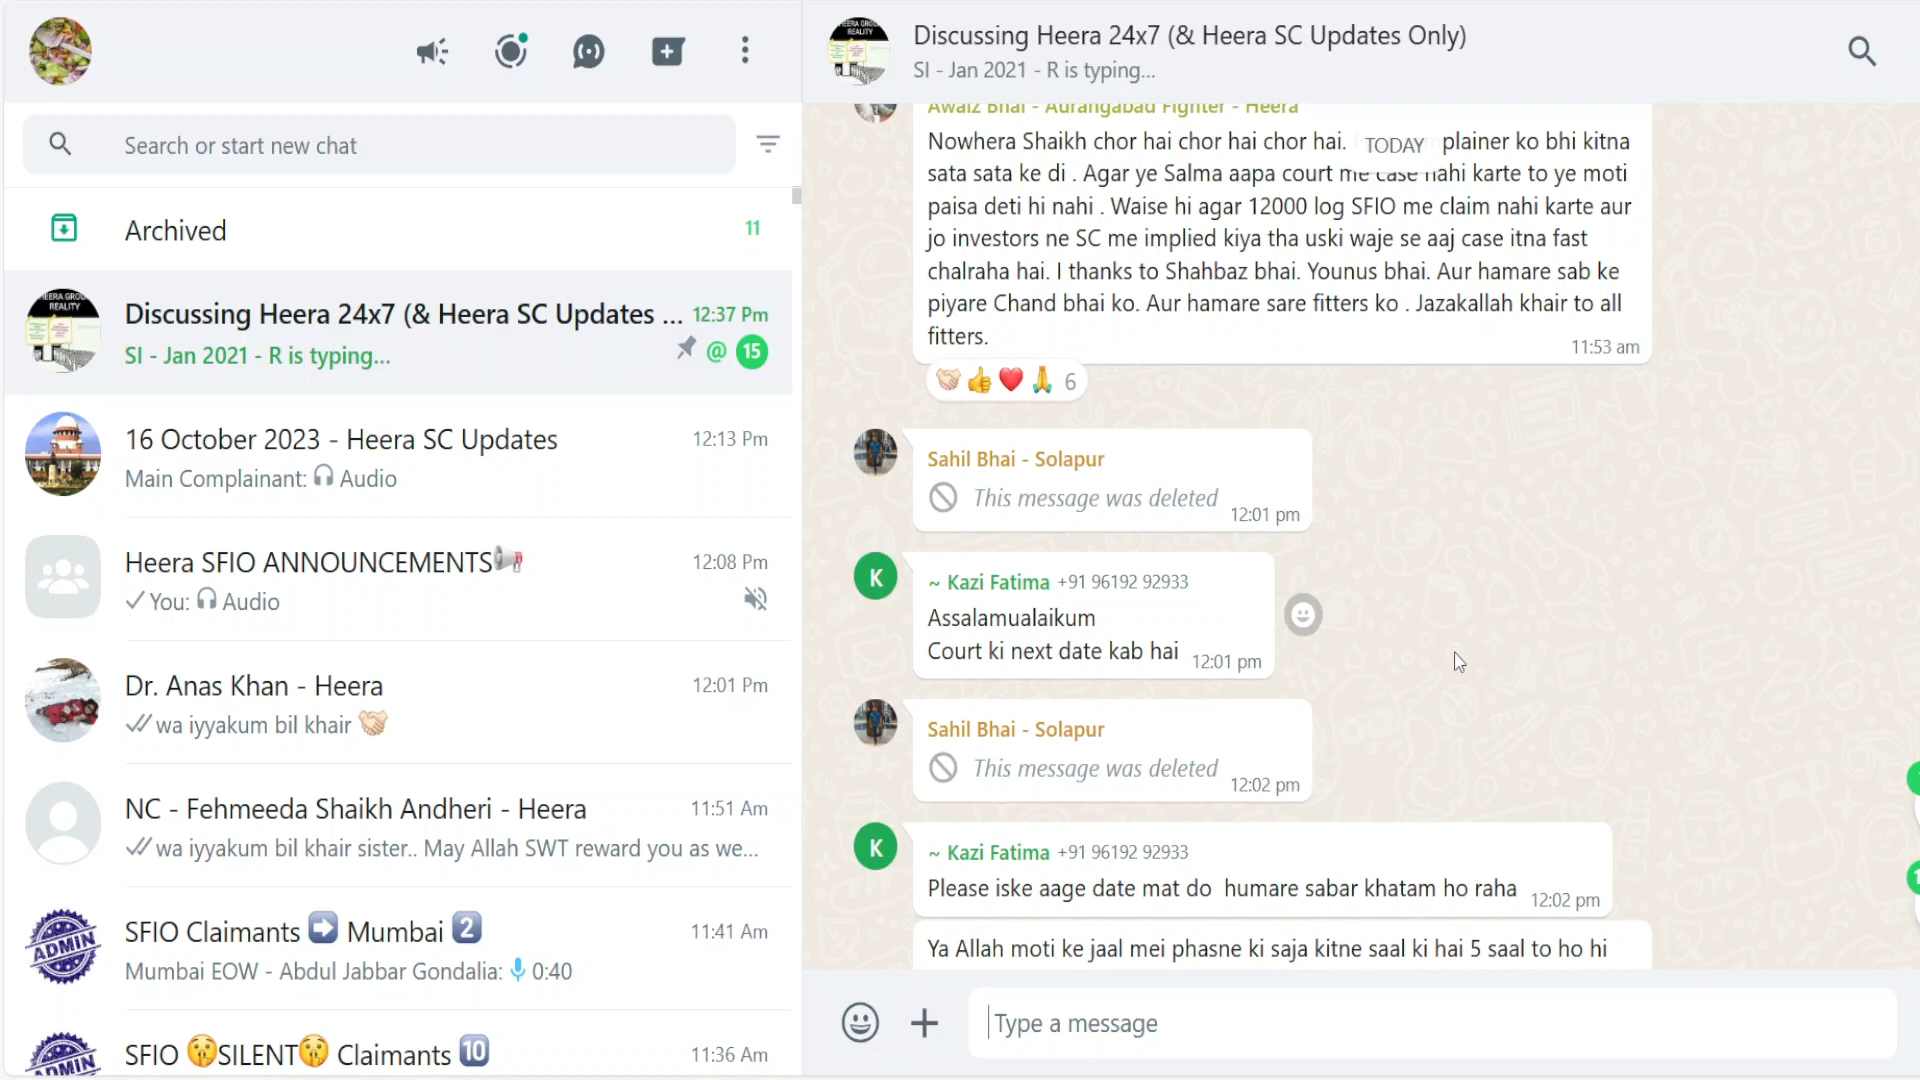 Search or start new chat
Archived
11
HEERA GROUP
REALITY
Discussing Heera 24x7 (& Heera SC Updates ...
12:37 Pm
SI - Jan 2021 - R is typing...
@
15
16 October 2023 - Heera SC Updates
12:13 Pm
Main Complainant: Audio
Heera SFIO ANNOUNCEMENTS
12:08 Pm
You: Audio
Dr. Anas Khan - Heera
12:01 Pm
wa iyyakum bil khair
NC - Fehmeeda Shaikh Andheri - Heera
11:51 Am
wa iyyakum bil khair sister.. May Allah SWT reward you as we...
ADMIN
SFIO Claimants ➡️ Mumbai 2️⃣
11:41 Am
Mumbai EOW - Abdul Jabbar Gondalia: 0:40
ADMIN
SFIO 🤫SILENT🤫 Claimants 🔟
11:36 Am
Discussing Heera 24x7 (& Heera SC Updates Only)
SI - Jan 2021 - R is typing...
Awaiz Bhai - Aurangabad Fighter - Heera
TODAY
Nowhera Shaikh chor hai chor hai chor hai. plainer ko bhi kitna
sata sata ke di . Agar ye Salma aapa court me case nahi karte to ye moti
paisa deti hi nahi . Waise hi agar 12000 log SFIO me claim nahi karte aur
jo investors ne SC me implied kiya tha uski waje se aaj case itna fast
chalraha hai. I thanks to Shahbaz bhai. Younus bhai. Aur hamare sab ke
piyare Chand bhai ko. Aur hamare sare fitters ko . Jazakallah khair to all
fitters.
11:53 am
🤝🏻👍❤️🙏 6
Sahil Bhai - Solapur
This message was deleted
12:01 pm
K
~ Kazi Fatima +91 96192 92933
Assalamualaikum
Court ki next date kab hai
12:01 pm
Sahil Bhai - Solapur
This message was deleted
12:02 pm
K
~ Kazi Fatima +91 96192 92933
Please iske aage date mat do humare sabar khatam ho raha
12:02 pm
Ya Allah moti ke jaal mei phasne ki saja kitne saal ki hai 5 saal to ho hi
Type a message